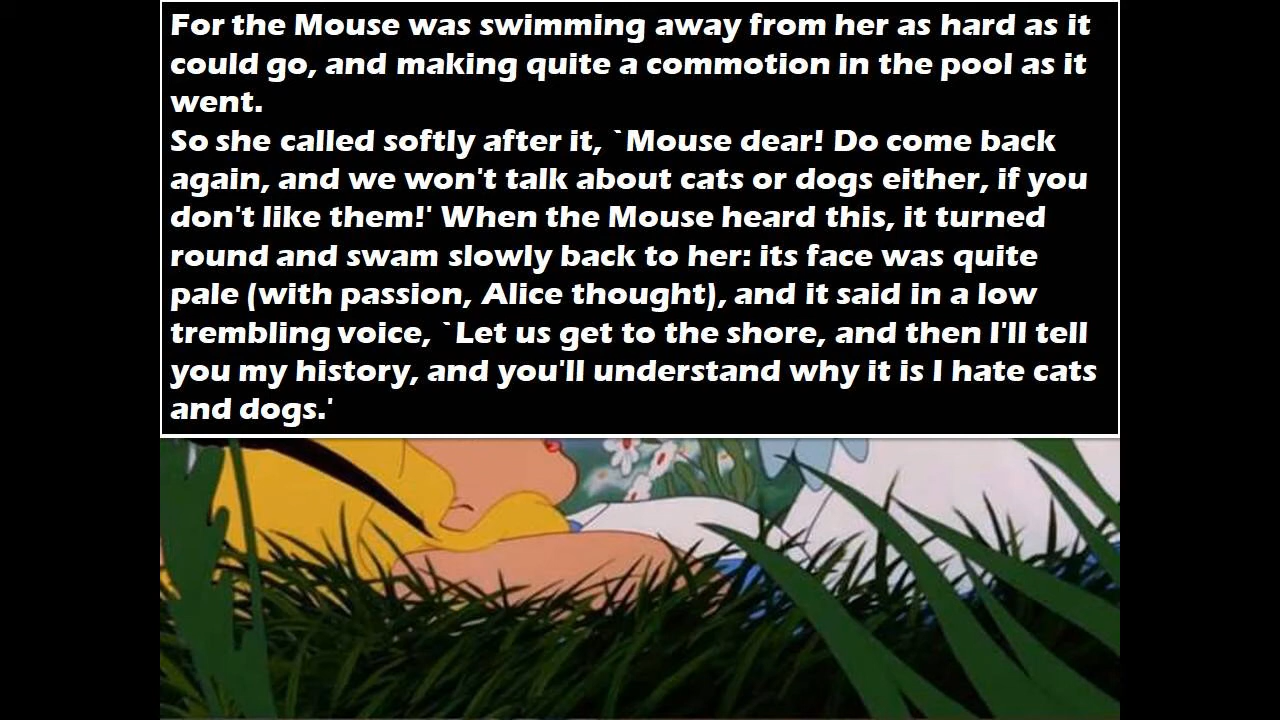 For the Mouse was swimming away from her as hard as it
could go, and making quite a commotion in the pool as it
went.
So she called softly after it, `Mouse dear! Do come back
again, and we won't talk about cats or dogs either, if you
don't like them!' When the Mouse heard this, it turned
round and swam slowly back to her: its face was quite
pale (with passion, Alice thought), and it said in a low
trembling voice, `Let us get to the shore, and then I'll tell
you my history, and you'll understand why it is I hate cats
and dogs.'